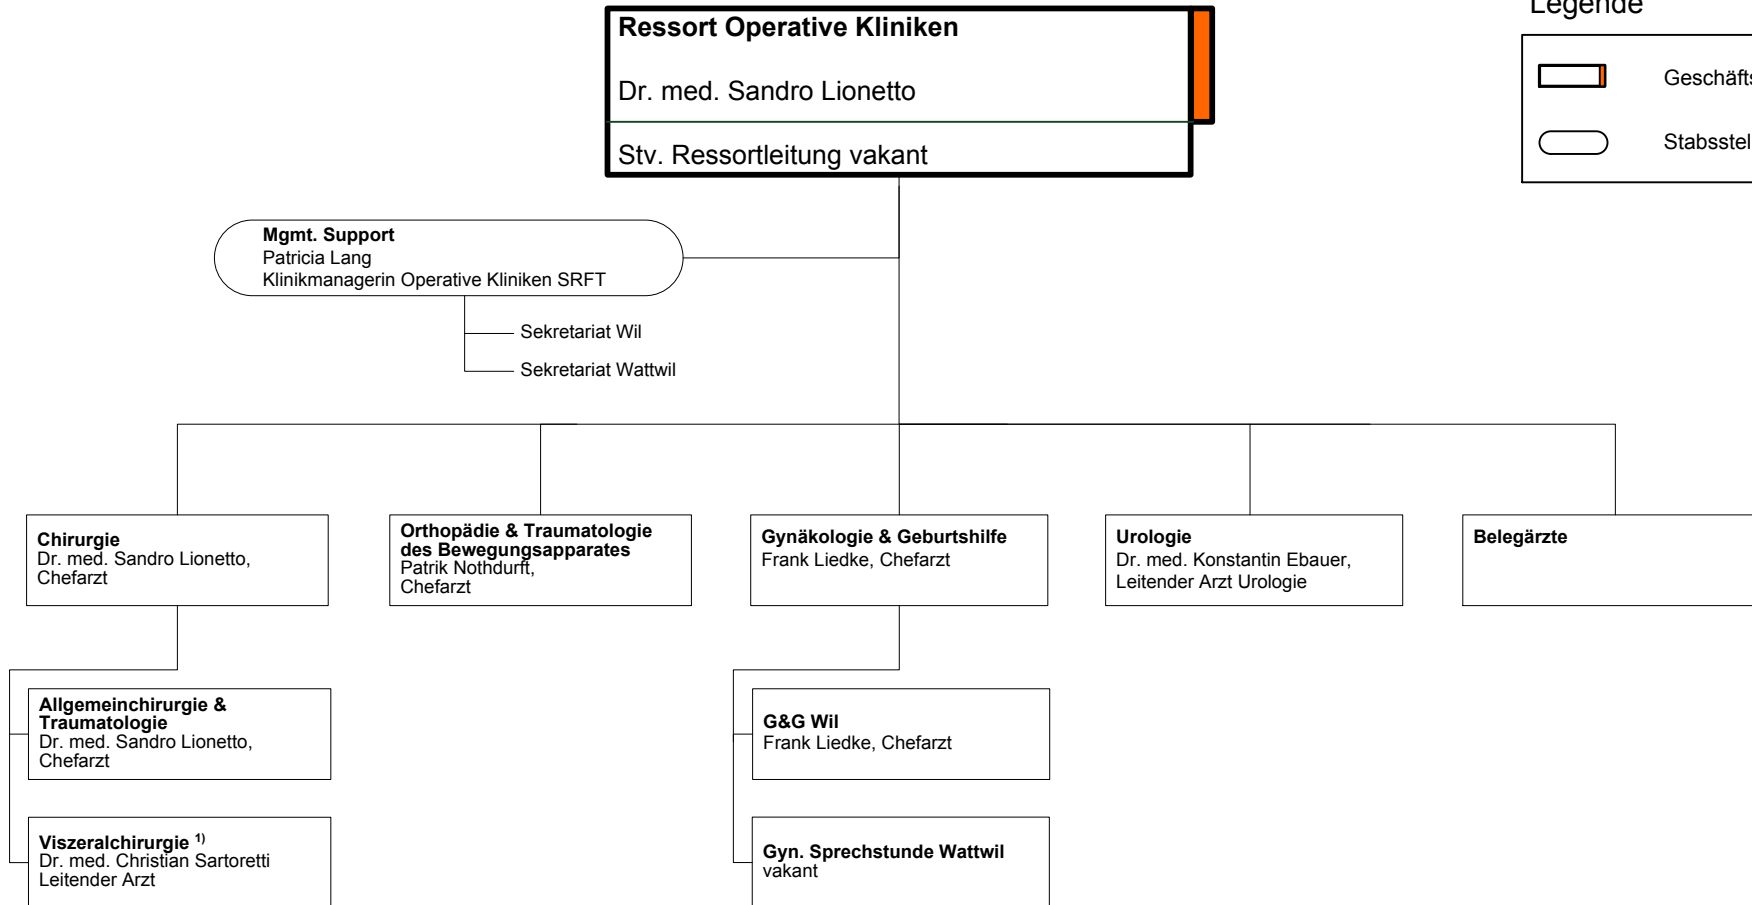 Legende
Ressort Operative Kliniken
Dr. med. Sandro Lionetto
Stv. Ressortleitung vakant
Mgmt. Support
Patricia Lang
Klinikmanagerin Operative Kliniken SRFT
Sekretariat Wil
Sekretariat Wattwil
Chirurgie
Dr. med. Sandro Lionetto,
Chefarzt
Orthopädie & Traumatologie
des Bewegungsapparates
Patrik Nothdurft,
Chefarzt
Gynäkologie & Geburtshilfe
Frank Liedke, Chefarzt
Urologie
Dr. med. Konstantin Ebauer,
Leitender Arzt Urologie
Belegärzte
Allgemeinchirurgie &
Traumatologie
Dr. med. Sandro Lionetto,
Chefarzt
G&G Wil
Frank Liedke, Chefarzt
Viszeralchirurgie 1)
Dr. med. Christian Sartoretti
Leitender Arzt
Gyn. Sprechstunde Wattwil
vakant